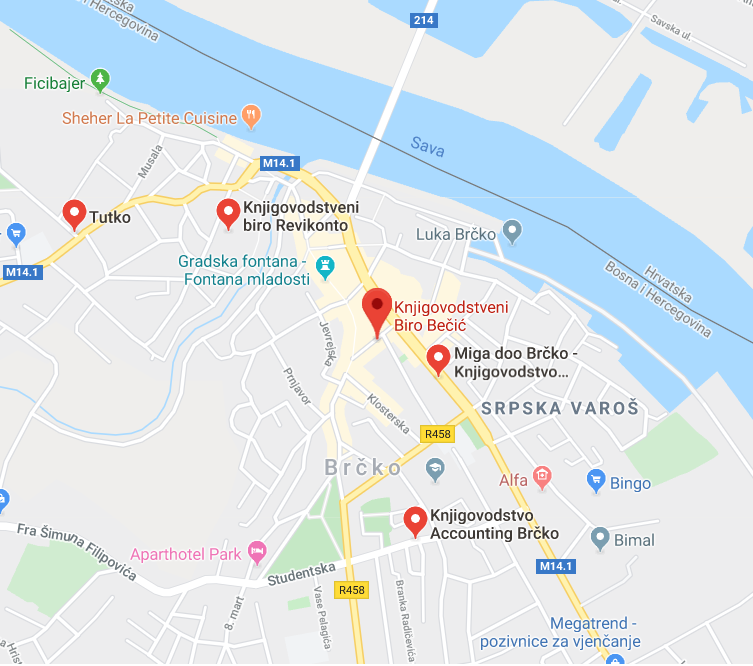 Hrvatska
Bosna i Hercegovina
214
Savska ul.
Ficibajer
Sheher La Petite Cuisine
Sava
Musala
M14.1
Tutko
Knjigovodstveni
biro Revikonto
Luka Brčko
M14.1
Gradska fontana -
Fontana mladosti
Hrvatska
Bosna i Hercegovina
Knjigovodstveni
Biro Bečić
Jevrejska
Miga doo Brčko -
Knjigovodstvo...
Prnjavor
Klosterska
SRPSKA VAROŠ
R458
Brčko
Alfa
Bingo
Knjigovodstvo
Accounting Brčko
Fra Šimuna Filipovića
Aparthotel Park
Bimal
Studentska
M14.1
R458
8. mart
Vase Pelagića
Branka Radičevića
Megatrend -
pozivnice za vjenčanje